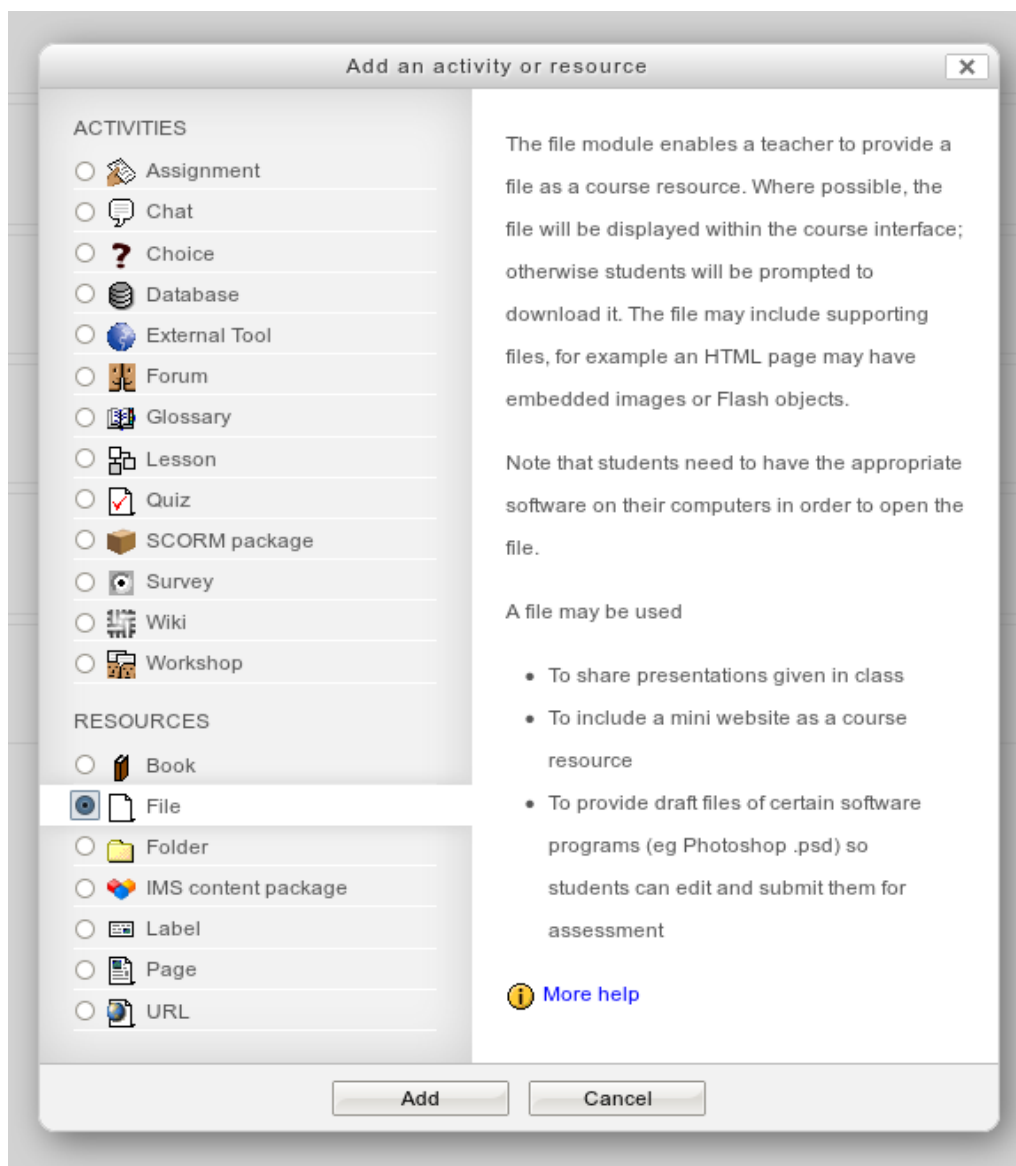 Add an activity or resource
ACTIVITIES
Assignment
Chat
Choice
Database
External Tool
Forum
Glossary
Lesson
Quiz
SCORM package
Survey
Wiki
Workshop
RESOURCES
Book
File
Folder
IMS content package
Label
Page
URL
The file module enables a teacher to provide a
file as a course resource. Where possible, the
file will be displayed within the course interface;
otherwise students will be prompted to
download it. The file may include supporting
files, for example an HTML page may have
embedded images or Flash objects.
Note that students need to have the appropriate
software on their computers in order to open the
file.
A file may be used
• To share presentations given in class
• To include a mini website as a course
resource
• To provide draft files of certain software
programs (eg Photoshop .psd) so
students can edit and submit them for
assessment
More help
Add
Cancel